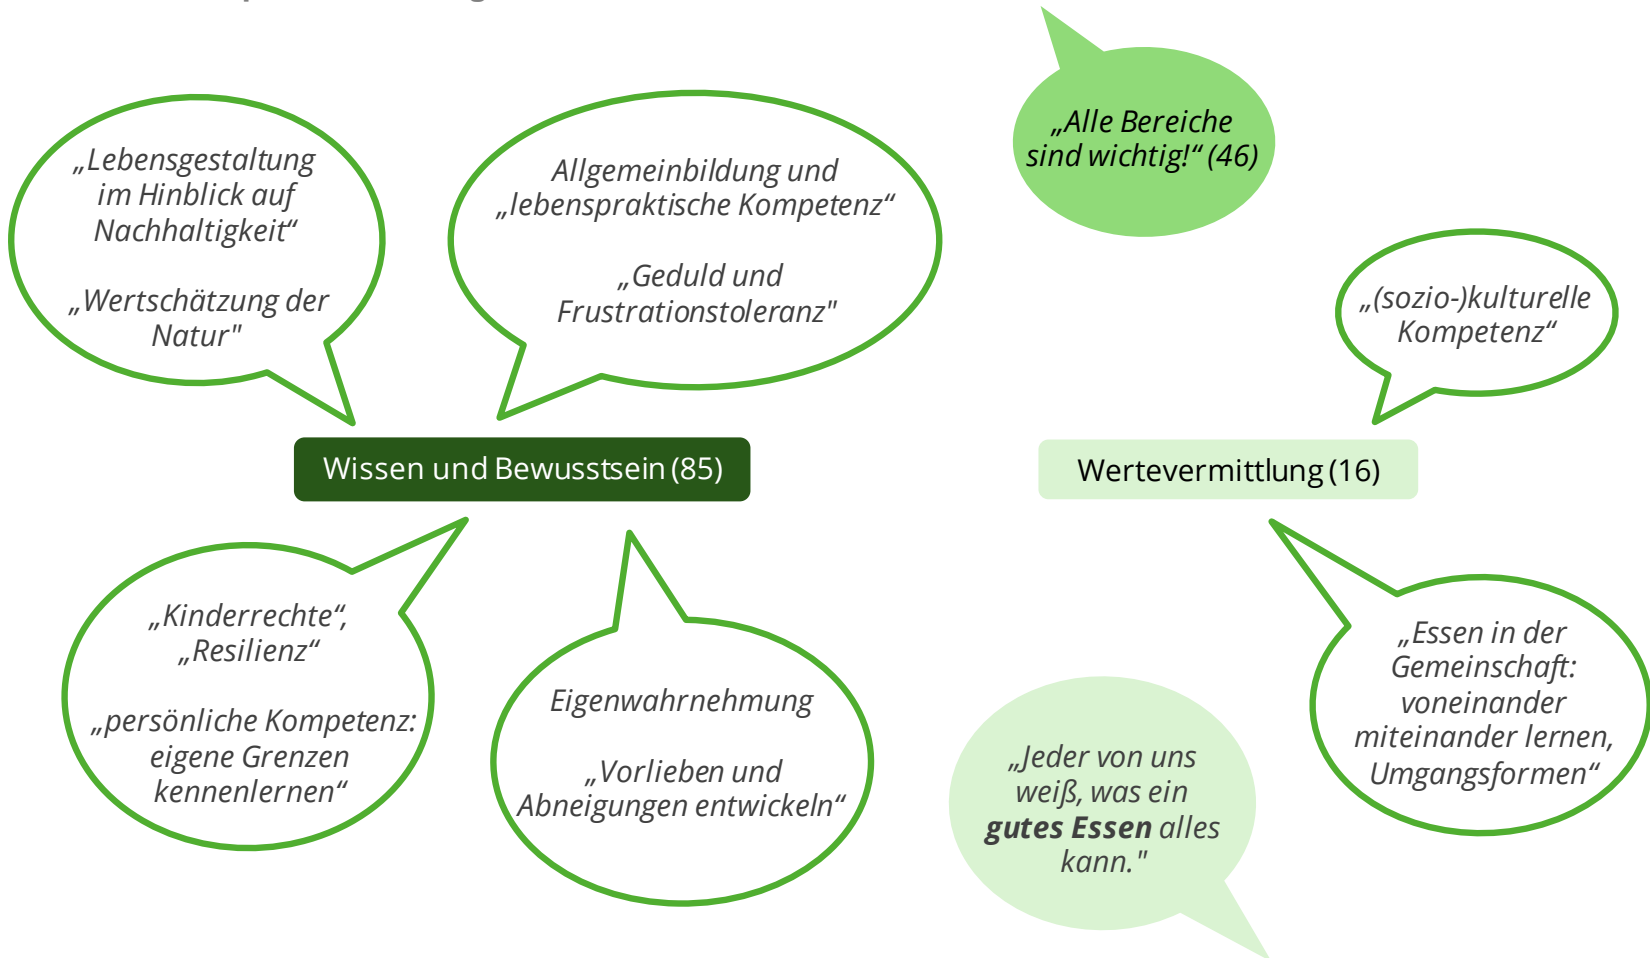 „Alle Bereiche
sind wichtig!“ (46)
„Lebensgestaltung
im Hinblick auf
Nachhaltigkeit“
„Wertschätzung der
Natur"
Allgemeinbildung und
„lebenspraktische Kompetenz“
„Geduld und
Frustrationstoleranz"
„(sozio-)kulturelle
Kompetenz“
Wissen und Bewusstsein (85)
Wertevermittlung (16)
„Kinderrechte“,
„Resilienz“
„persönliche Kompetenz:
eigene Grenzen
kennenlernen“
Eigenwahrnehmung
„Vorlieben und
Abneigungen entwickeln“
„Jeder von uns
weiß, was ein
gutes Essen alles
kann."
„Essen in der
Gemeinschaft:
voneinander
miteinander lernen,
Umgangsformen“